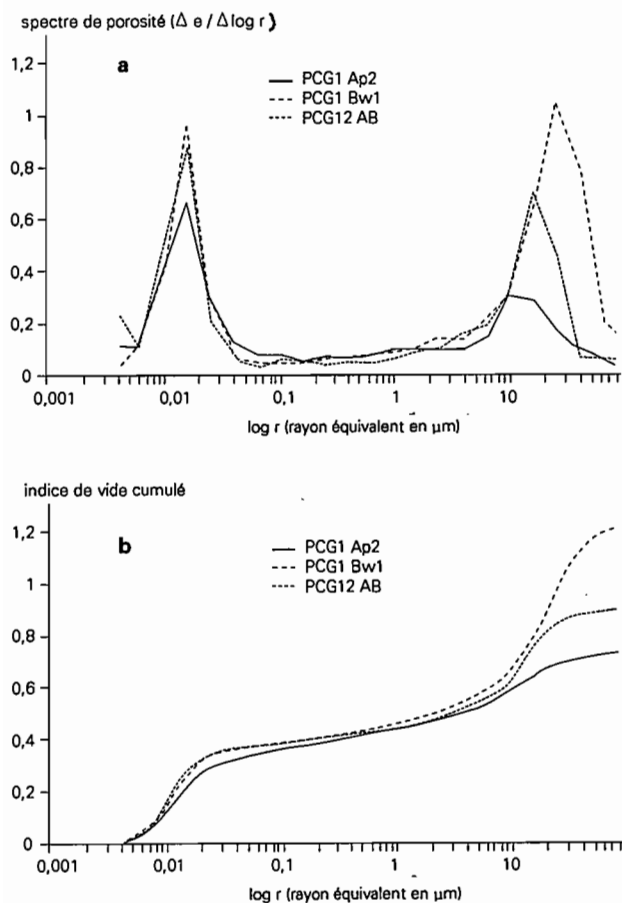 spectre de porosité (Δ e / Δlog r)
1,2
a
PCG1 Ap2
1
PCG1 Bw1
PCG12 AB
0,8
0,6
0,4
0,2
0
0,001 0,01 0,1 1 10
log r (rayon équivalent en µm)
indice de vide cumulé
1,2
b
PCG1 Ap2
1
PCG1 Bw1
PCG12 AB
0,8
0,6
0,4
0,2
0
0,001 0,01 0,1 1 10
log r (rayon équivalent en µm)